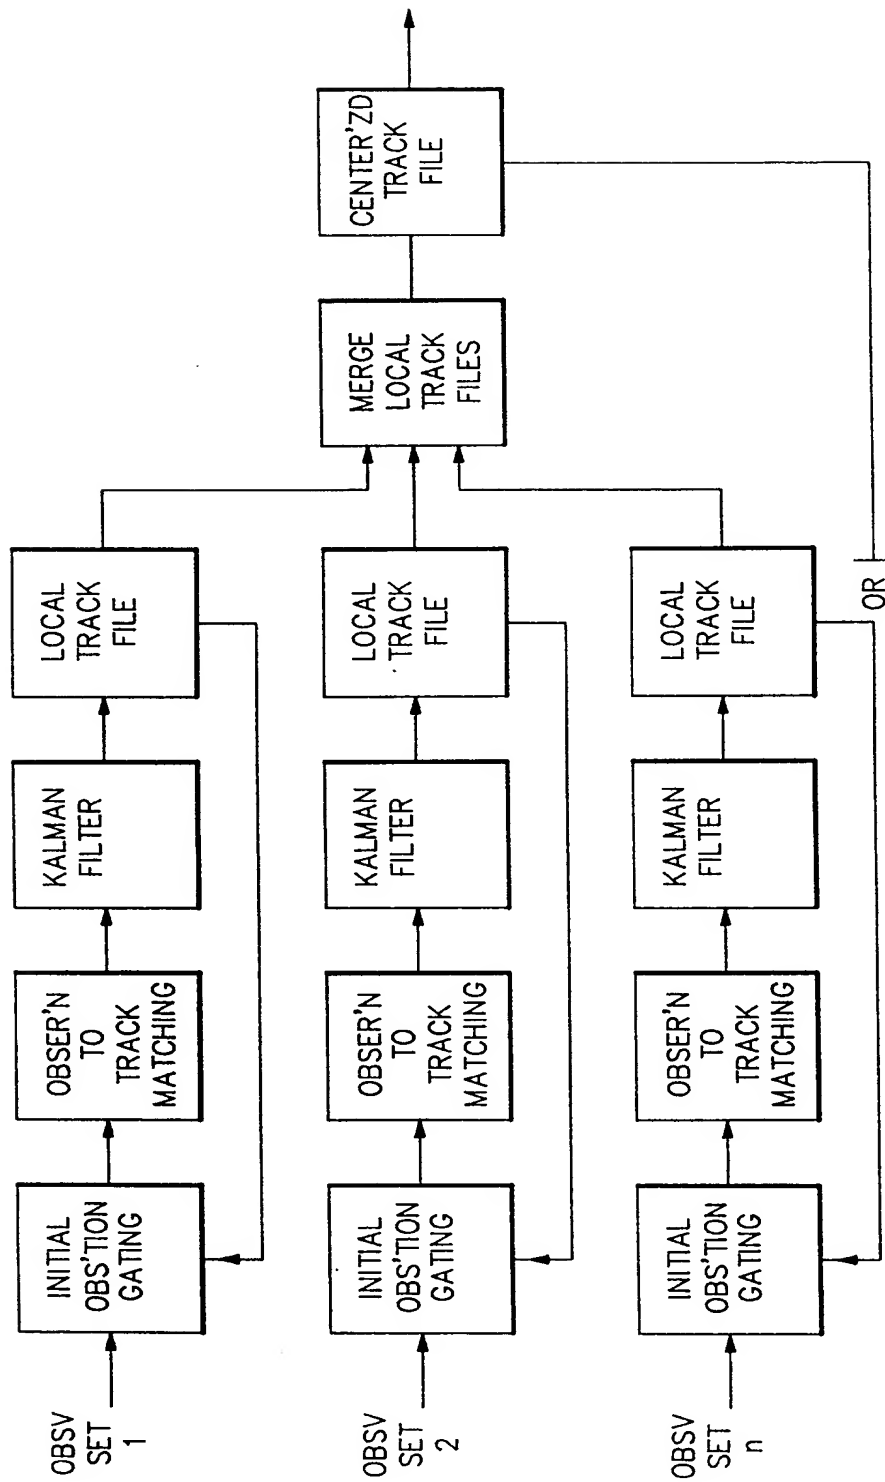 OBSV
SET
1
INITIAL
OBS'TION
GATING
OBSER'N
TO
TRACK
MATCHING
KALMAN
FILTER
LOCAL
TRACK
FILE
OBSV
SET
2
INITIAL
OBS'TION
GATING
OBSER'N
TO
TRACK
MATCHING
KALMAN
FILTER
LOCAL
TRACK
FILE
MERGE
LOCAL
TRACK
FILES
CENTER'ZD
TRACK
FILE
OBSV
SET
n
INITIAL
OBS'TION
GATING
OBSER'N
TO
TRACK
MATCHING
KALMAN
FILTER
LOCAL
TRACK
FILE
OR